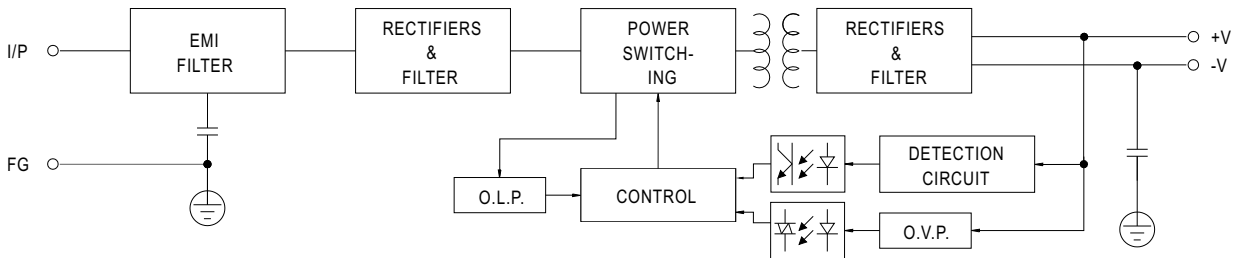 I/P
EMI
FILTER
RECTIFIERS
&
FILTER
POWER
SWITCH-
ING
RECTIFIERS
&
FILTER
+V
-V
FG
O.L.P.
CONTROL
DETECTION
CIRCUIT
O.V.P.